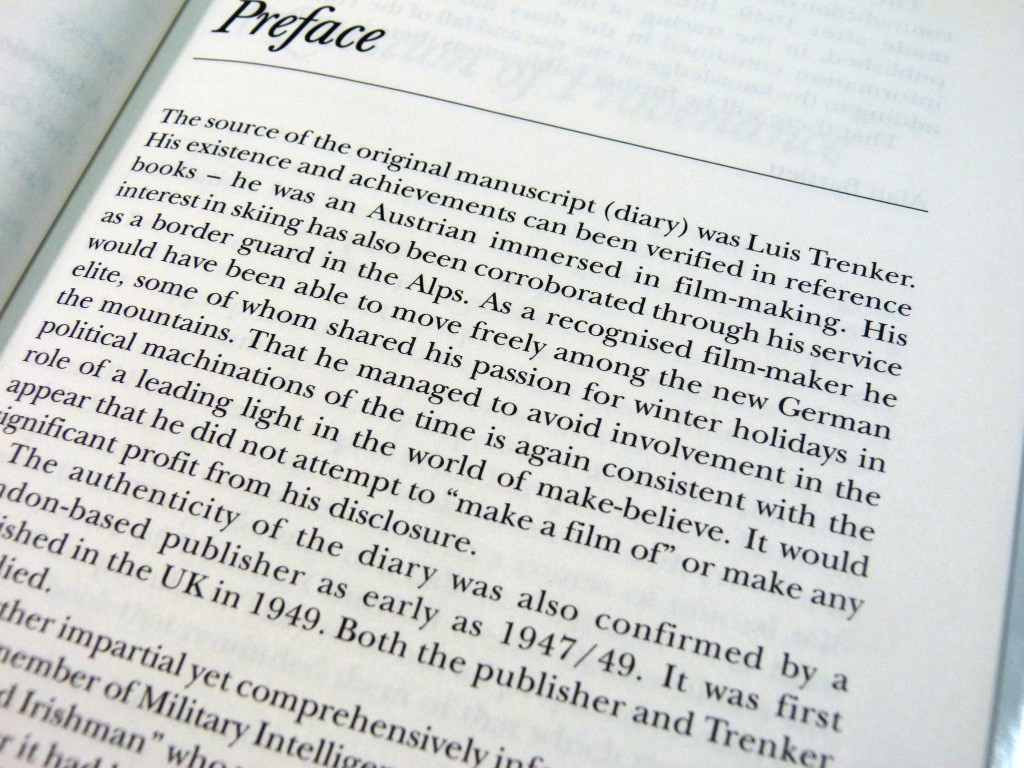 Preface
The source of the original manuscript (diary) was Luis Trenker.
His existence and achievements can be verified in reference
books – he was an Austrian immersed in film-making. His
interest in skiing has also been corroborated through his service
as a border guard in the Alps. As a recognised film-maker he
would have been able to move freely among the new German
elite, some of whom shared his passion for winter holidays in
the mountains. That he managed to avoid involvement in the
political machinations of the time is again consistent with the
role of a leading light in the world of make-believe. It would
appear that he did not attempt to “make a film of” or make any
ignificant profit from his disclosure.
The authenticity of the diary was also confirmed by a
ndon-based publisher as early as 1947/49. It was first
ished in the UK in 1949. Both the publisher and Trenker
died.
ther impartial yet comprehensively inf
member of Military Intellige
d Irishman” who
r it had